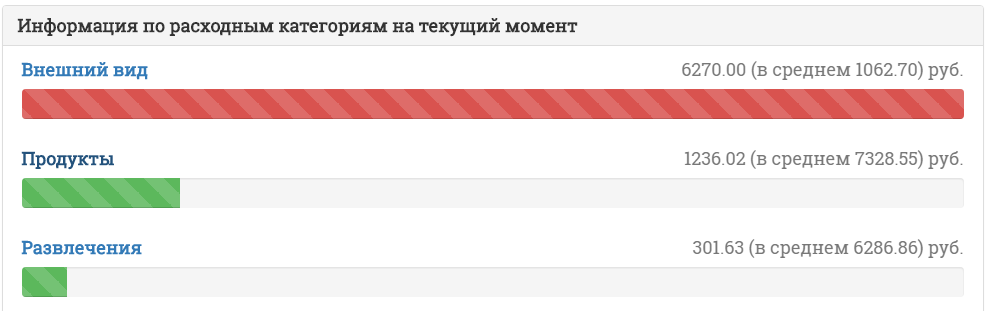 Информация по расходным категориям на текущий момент
Внешний вид 6270.00 (в среднем 1062.70) руб.
Продукты 1236.02 (в среднем 7328.55) руб.
Развлечения 301.63 (в среднем 6286.86) руб.